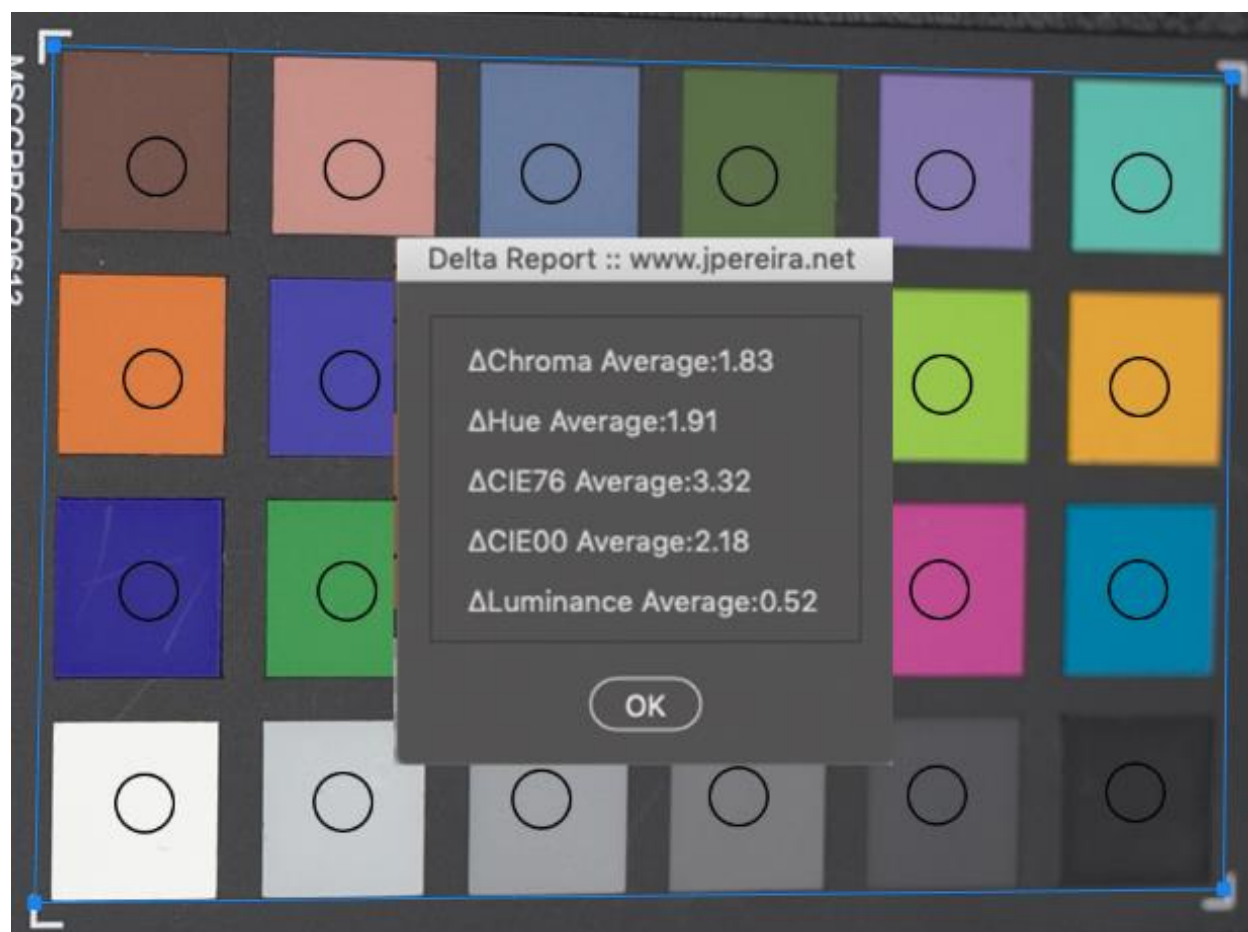 Delta Report :: www.jpereira.net
ΔChroma Average:1.83
ΔHue Average:1.91
ΔCIE76 Average:3.32
ΔCIE00 Average:2.18
ΔLuminance Average:0.52
OK